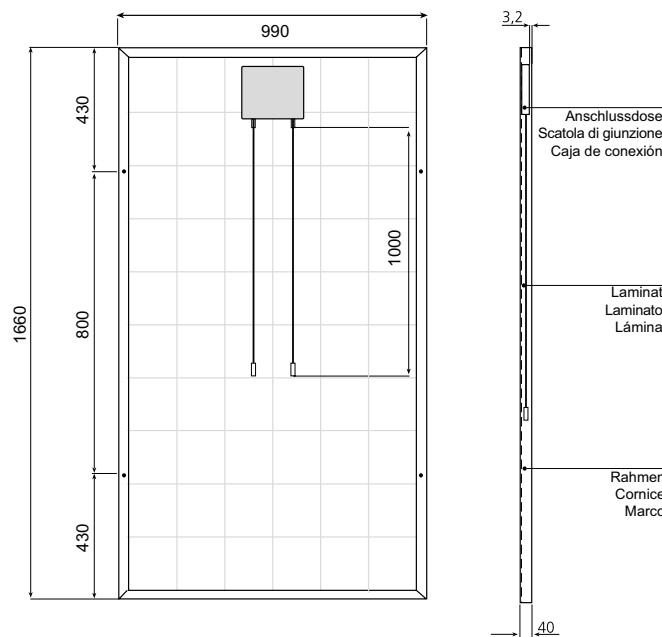 990
3,2
430
Anschlussdose
Scatola di giunzione
Caja de conexión
1000
Laminat
Laminato
Lámina
800
1660
Rahmen
Cornice
Marco
430
40